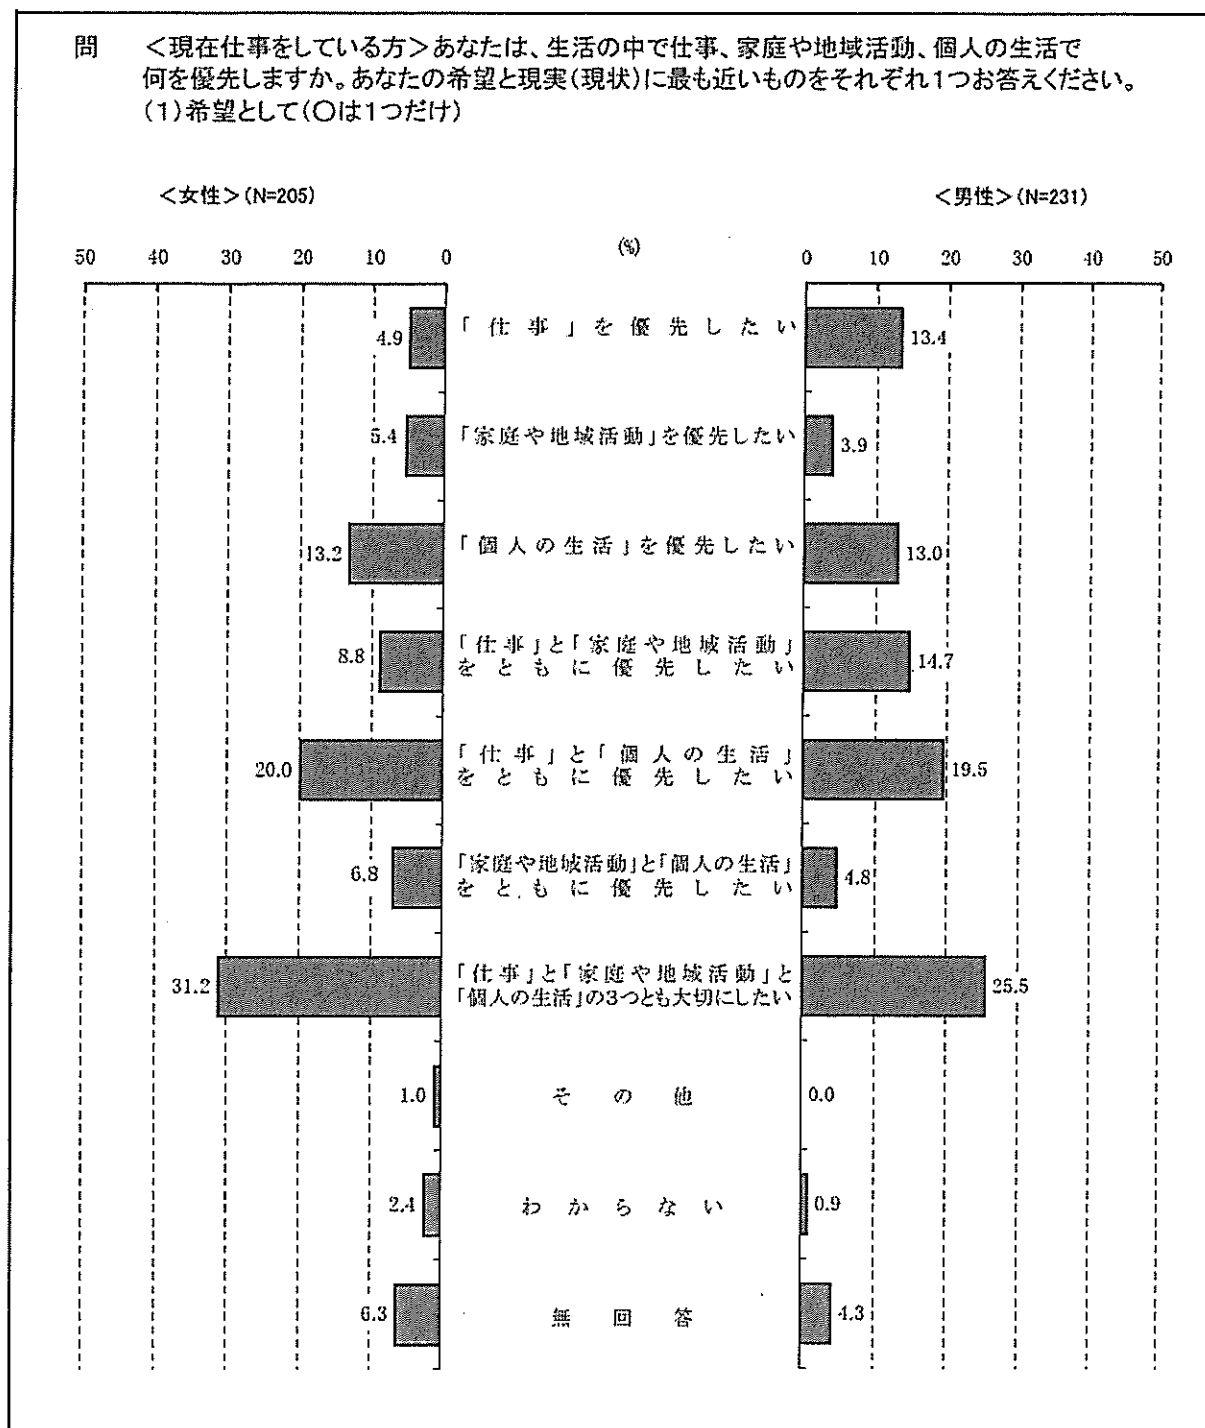 問　＜現在仕事をしている方＞あなたは、生活の中で仕事、家庭や地域活動、個人の生活で
何を優先しますか。あなたの希望と現実(現状)に最も近いものをそれぞれ1つお答えください。
(1)希望として(〇は1つだけ)
＜女性＞(N=205)
＜男性＞(N=231)
50 40 30 20 10 0 (%) 0 10 20 30 40 50
4.9 「仕事」を優先したい 13.4
5.4 「家庭や地域活動」を優先したい 3.9
13.2 「個人の生活」を優先したい 13.0
8.8 「仕事」と「家庭や地域活動」
をともに優先したい 14.7
20.0 「仕事」と「個人の生活」
をともに優先したい 19.5
6.8 「家庭や地域活動」と「個人の生活」
をともに優先したい 4.8
31.2 「仕事」と「家庭や地域活動」と
「個人の生活」の3つとも大切にしたい 25.5
1.0 その他 0.0
2.4 わからない 0.9
6.3 無回答 4.3